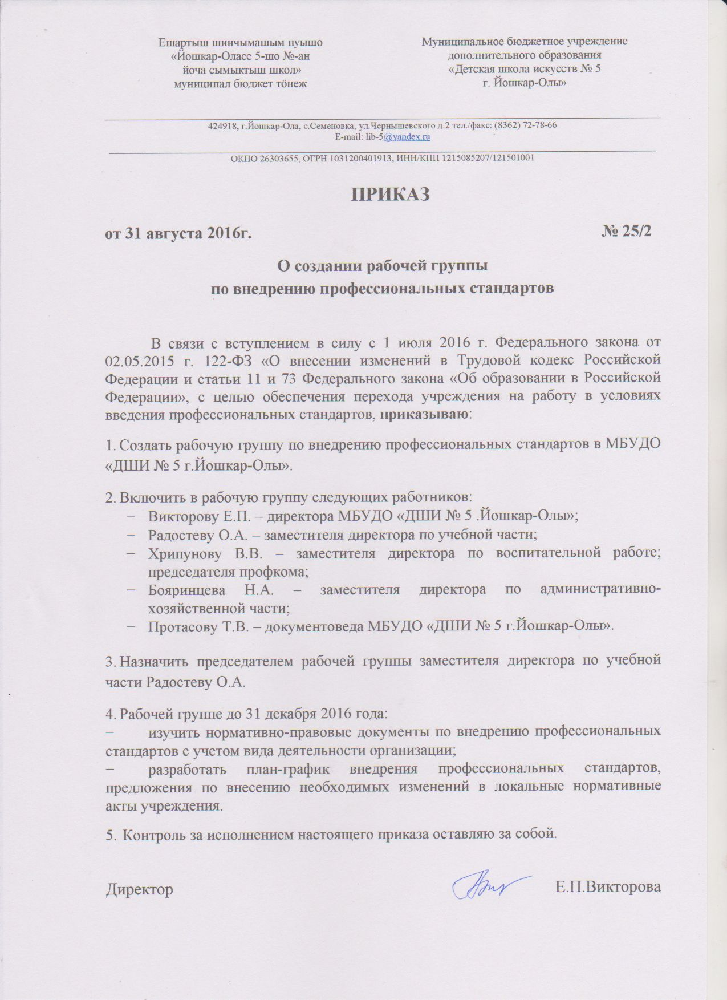 Ешартыш шинчымашым пуышо
«Йошкар-Оласе 5-шо №-ан
йоча сымыктыш школ»
муниципал бюджет тӧнеж
Муниципальное бюджетное учреждение
дополнительного образования
«Детская школа искусств № 5
г. Йошкар-Олы»
424918, г.Йошкар-Ола, с.Семеновка, ул.Чернышевского д.2 тел./факс: (8362) 72-78-66
E-mail: lib-5@yandex.ru
ОКПО 26303655, ОГРН 1031200401913, ИНН/КПП 1215085207/121501001
ПРИКАЗ
от 31 августа 2016г. № 25/2
О создании рабочей группы
по внедрению профессиональных стандартов
В связи с вступлением в силу с 1 июля 2016 г. Федерального закона от
02.05.2015 г. 122-ФЗ «О внесении изменений в Трудовой кодекс Российской
Федерации и статьи 11 и 73 Федерального закона «Об образовании в Российской
Федерации», с целью обеспечения перехода учреждения на работу в условиях
введения профессиональных стандартов, приказываю:
1. Создать рабочую группу по внедрению профессиональных стандартов в МБУДО
«ДШИ № 5 г.Йошкар-Олы».
2. Включить в рабочую группу следующих работников:
− Викторову Е.П. – директора МБУДО «ДШИ № 5 .Йошкар-Олы»;
− Радостеву О.А. – заместителя директора по учебной части;
− Хрипунову В.В. – заместителя директора по воспитательной работе;
председателя профкома;
− Бояринцева Н.А. – заместителя директора по административно-
хозяйственной части;
− Протасову Т.В. – документоведа МБУДО «ДШИ № 5 г.Йошкар-Олы».
3. Назначить председателем рабочей группы заместителя директора по учебной
части Радостеву О.А.
4. Рабочей группе до 31 декабря 2016 года:
− изучить нормативно-правовые документы по внедрению профессиональных
стандартов с учетом вида деятельности организации;
− разработать план-график внедрения профессиональных стандартов,
предложения по внесению необходимых изменений в локальные нормативные
акты учреждения.
5. Контроль за исполнением настоящего приказа оставляю за собой.
Директор Е.П.Викторова